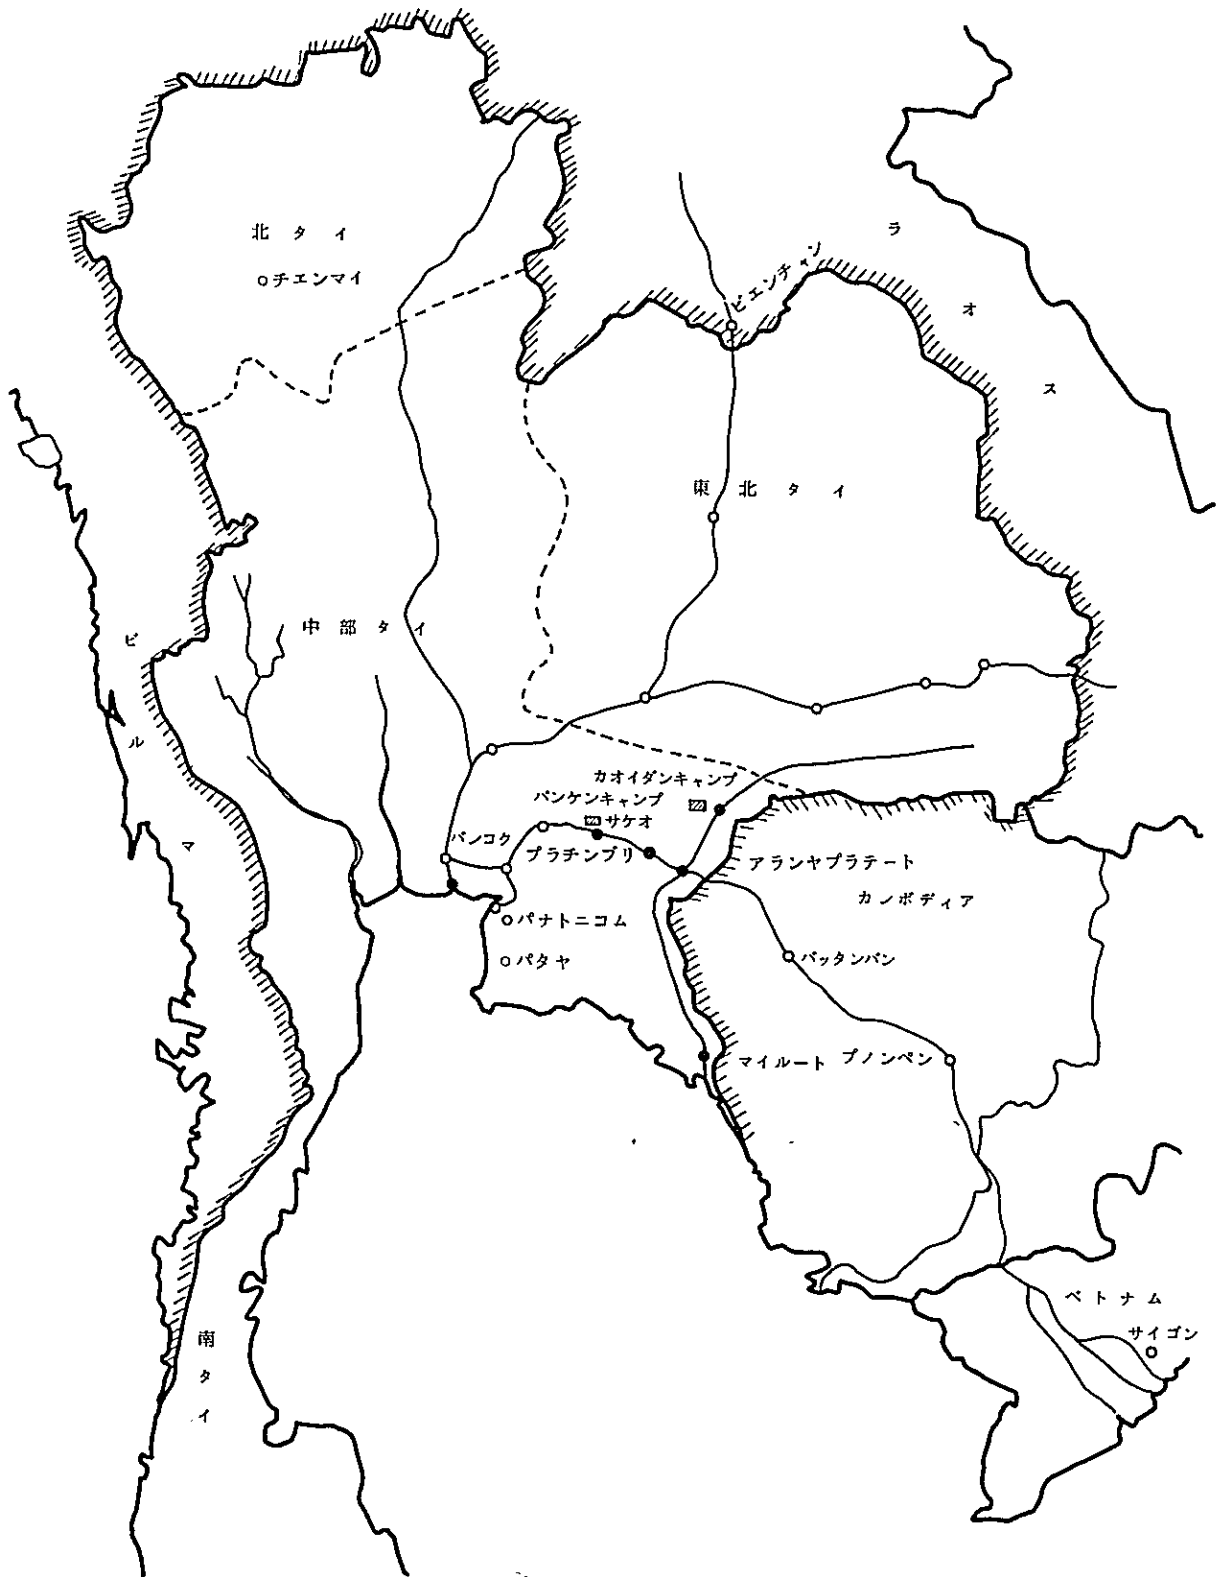 北タイ
チエンマイ
ビエンチャン
ラオス
東北タイ
中部タイ
ビルマ
カオイダンキャンプ
バンケンキャンプ
サケオ
バンコク
プラチンブリ
アランヤプラテート
カンボディア
パナトニコム
パタヤ
バッタンバン
マイルート
プノンペン
ベトナム
サイゴン
南タイ